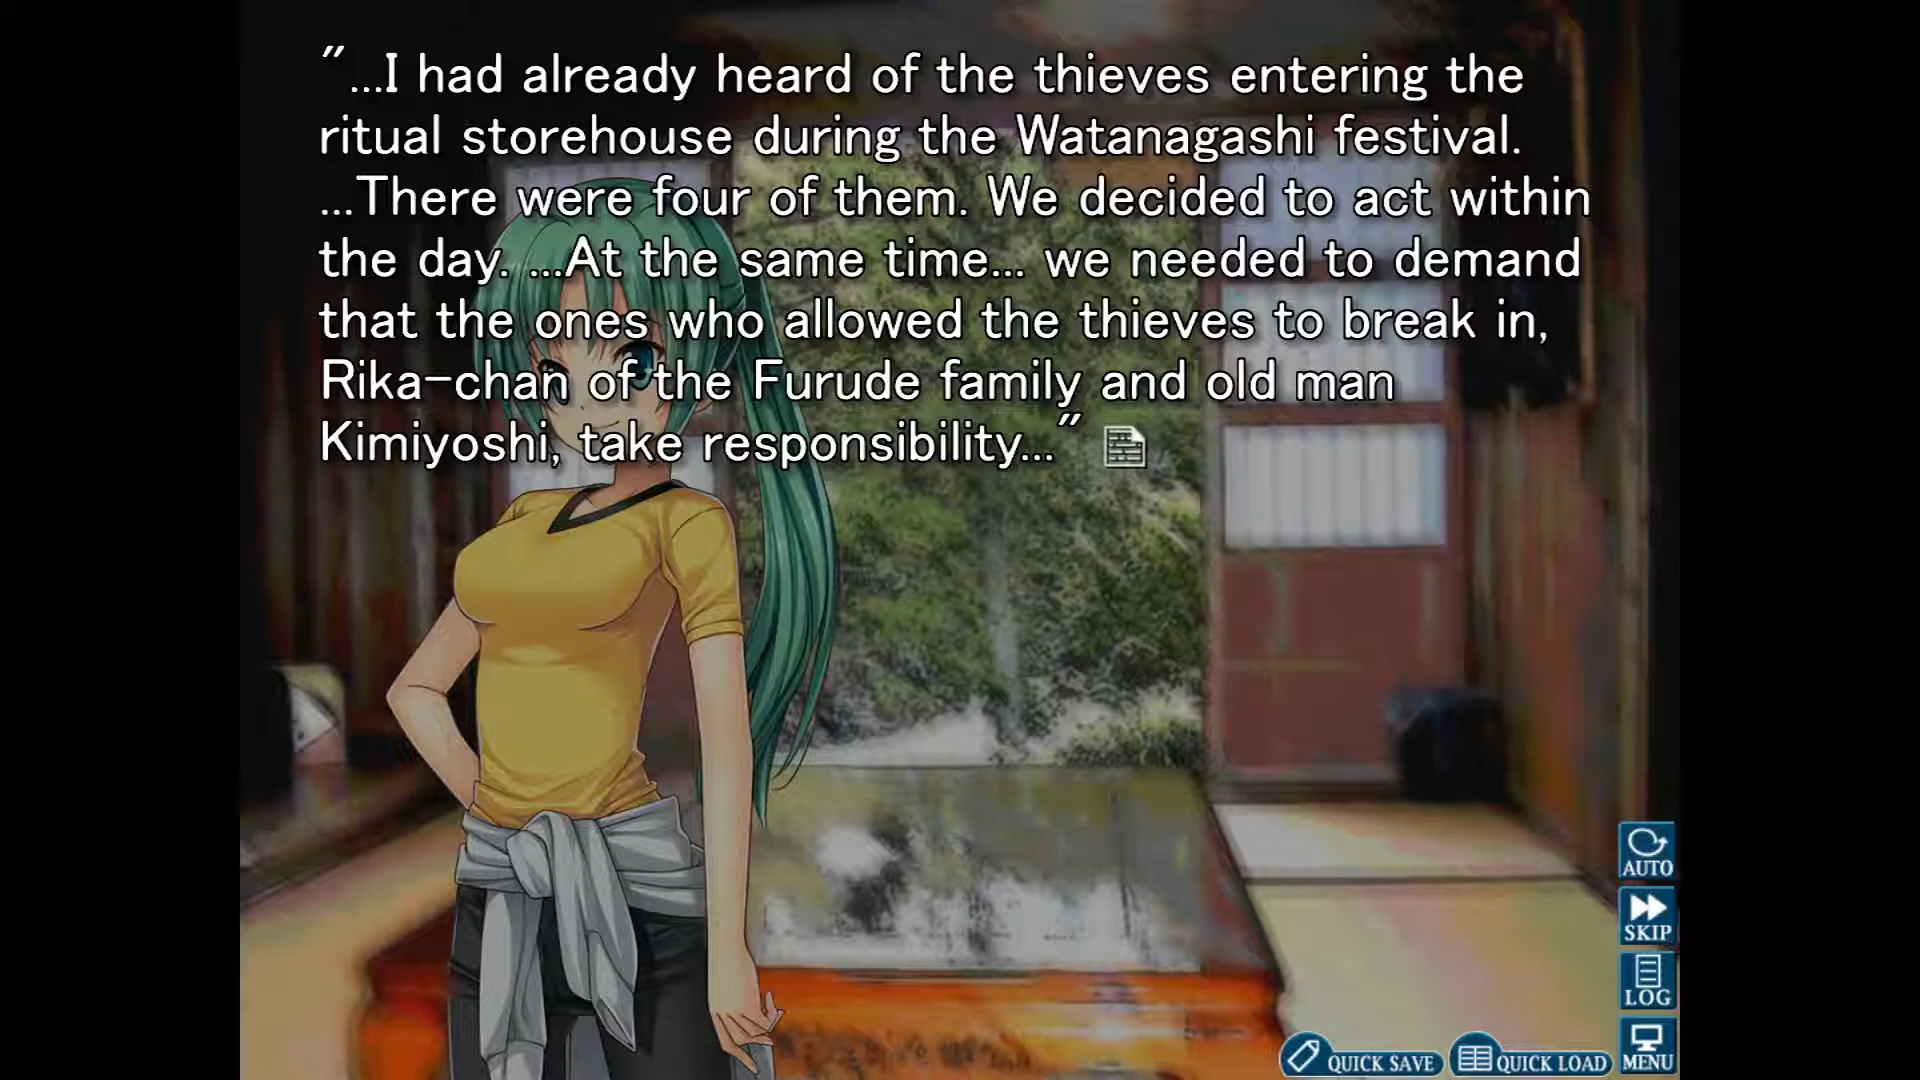 "...I had already heard of the thieves entering the
ritual storehouse during the Watanagashi festival.
...There were four of them. We decided to act within
the day. ...At the same time... we needed to demand
that the ones who allowed the thieves to break in,
Rika-chan of the Furude family and old man
Kimiyoshi, take responsibility..."
AUTO
SKIP
LOG
MENU
QUICK SAVE
QUICK LOAD